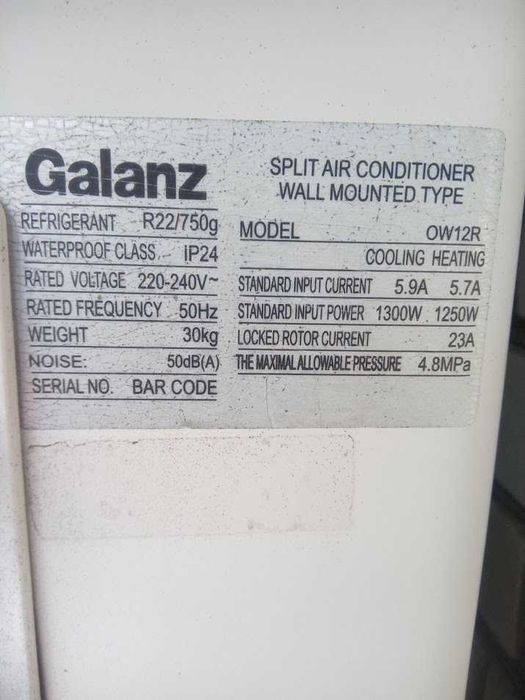 Galanz
SPLIT AIR CONDITIONER
WALL MOUNTED TYPE
REFRIGERANT R22/750g
WATERPROOF CLASS IP24
RATED VOLTAGE 220-240V~
RATED FREQUENCY 50Hz
WEIGHT 30kg
NOISE: 50dB(A)
SERIAL NO. BAR CODE
MODEL OW12R
COOLING HEATING
STANDARD INPUT CURRENT 5.9A 5.7A
STANDARD INPUT POWER 1300W 1250W
LOCKED ROTOR CURRENT 23A
THE MAXIMAL ALLOWABLE PRESSURE 4.8MPa